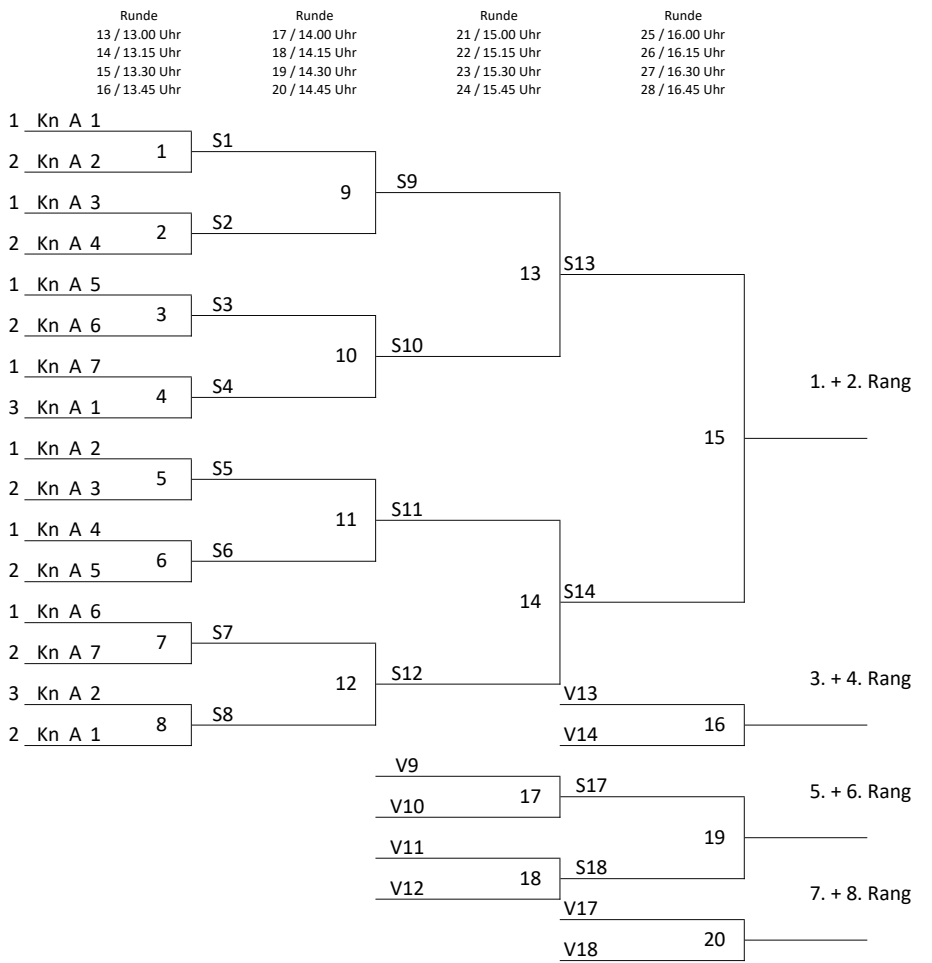 Runde Runde Runde Runde
13 / 13.00 Uhr 17 / 14.00 Uhr 21 / 15.00 Uhr 25 / 16.00 Uhr
14 / 13.15 Uhr 18 / 14.15 Uhr 22 / 15.15 Uhr 26 / 16.15 Uhr
15 / 13.30 Uhr 19 / 14.30 Uhr 23 / 15.30 Uhr 27 / 16.30 Uhr
16 / 13.45 Uhr 20 / 14.45 Uhr 24 / 15.45 Uhr 28 / 16.45 Uhr
1 Kn A 1
1 S1
2 Kn A 2
9 S9
1 Kn A 3
2 S2
2 Kn A 4
13 S13
1 Kn A 5
3 S3
2 Kn A 6
10 S10
1 Kn A 7
4 S4
3 Kn A 1
1. + 2. Rang
15
1 Kn A 2
5 S5
2 Kn A 3
11 S11
1 Kn A 4
6 S6
2 Kn A 5
14 S14
1 Kn A 6
7 S7
2 Kn A 7
12 S12
3 Kn A 2
8 S8
2 Kn A 1
3. + 4. Rang
V13
16
V14
V9
17 S17
V10
5. + 6. Rang
19
V11
18 S18
V12
7. + 8. Rang
V17
20
V18